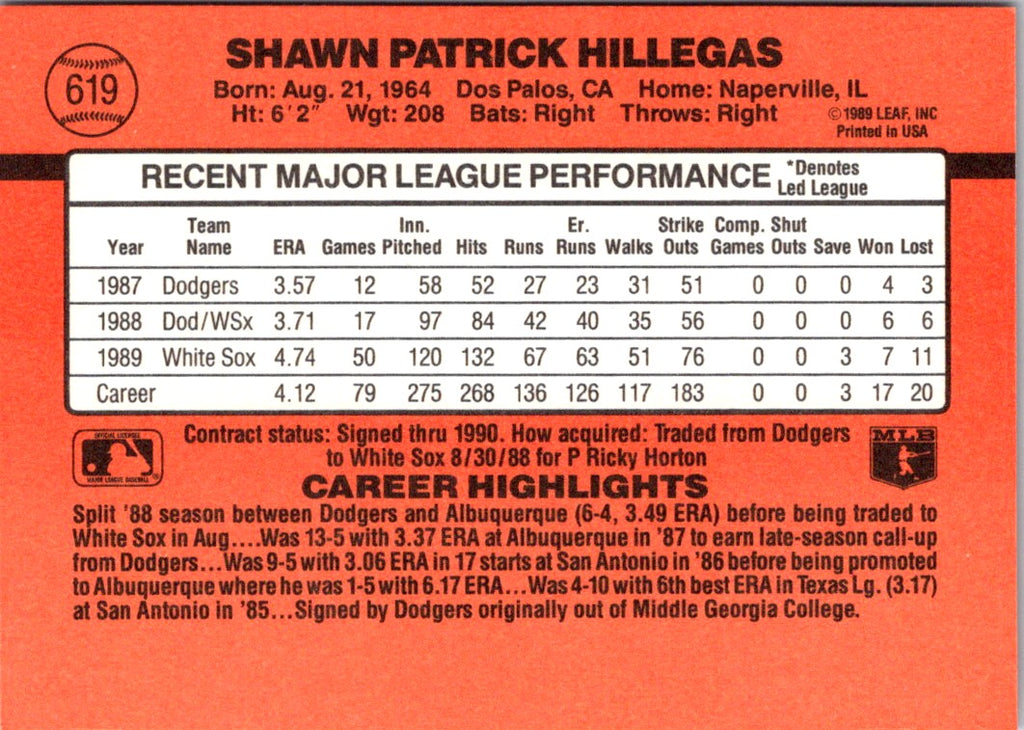 619
SHAWN PATRICK HILLEGAS
Born: Aug. 21, 1964 Dos Palos, CA Home: Naperville, IL
Ht: 6'2" Wgt: 208 Bats: Right Throws: Right
©1989 LEAF, INC
Printed in USA
RECENT MAJOR LEAGUE PERFORMANCE
*Denotes
Led League
Year Team Name ERA Games Inn. Pitched Hits Runs Er. Runs Walks Strike Outs Comp. Games Shut Outs Save Won Lost
1987 Dodgers 3.57 12 58 52 27 23 31 51 0 0 0 4 3
1988 Dod/WSx 3.71 17 97 84 42 40 35 56 0 0 0 6 6
1989 White Sox 4.74 50 120 132 67 63 51 76 0 0 3 7 11
Career 4.12 79 275 268 136 126 117 183 0 0 3 17 20
OFFICIAL LICENSEE
MAJOR LEAGUE BASEBALL
®
Contract status: Signed thru 1990. How acquired: Traded from Dodgers
to White Sox 8/30/88 for P Ricky Horton
MLB
CAREER HIGHLIGHTS
Split '88 season between Dodgers and Albuquerque (6-4, 3.49 ERA) before being traded to
White Sox in Aug....Was 13-5 with 3.37 ERA at Albuquerque in '87 to earn late-season call-up
from Dodgers...Was 9-5 with 3.06 ERA in 17 starts at San Antonio in '86 before being promoted
to Albuquerque where he was 1-5 with 6.17 ERA...Was 4-10 with 6th best ERA in Texas Lg. (3.17)
at San Antonio in '85...Signed by Dodgers originally out of Middle Georgia College.